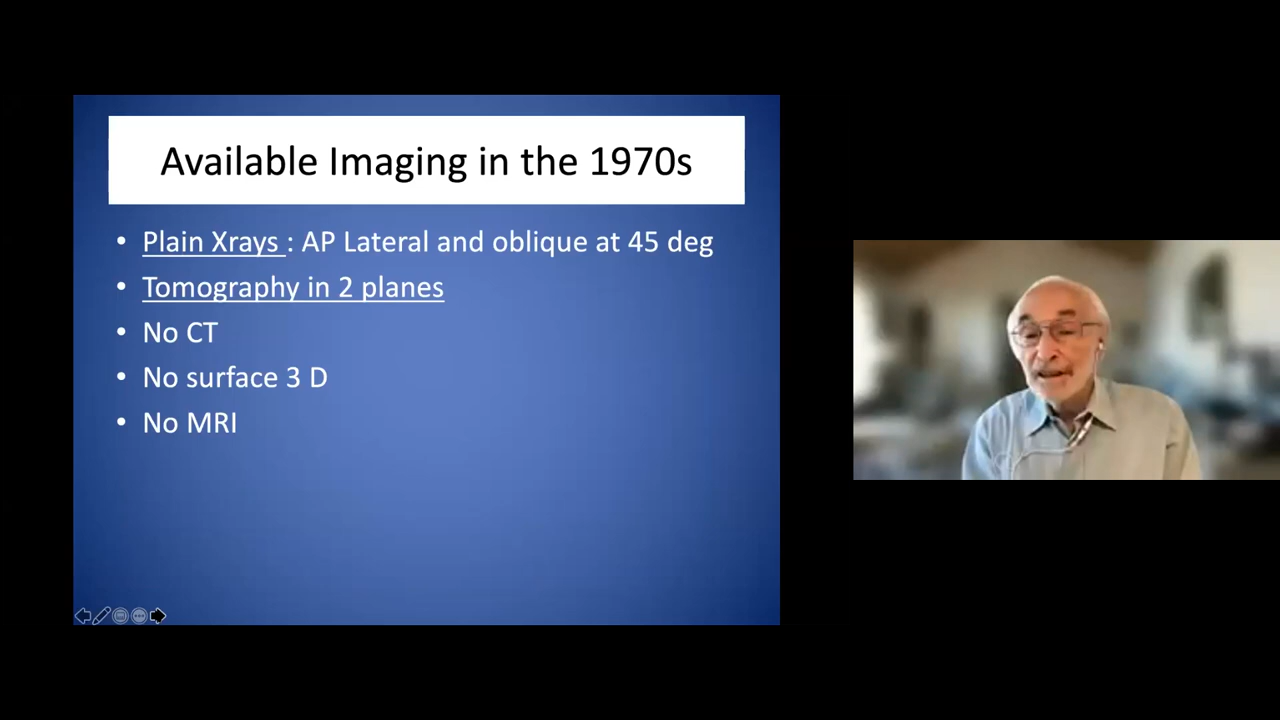 Available Imaging in the 1970s
• Plain Xrays : AP Lateral and oblique at 45 deg
• Tomography in 2 planes
• No CT
• No surface 3 D
• No MRI